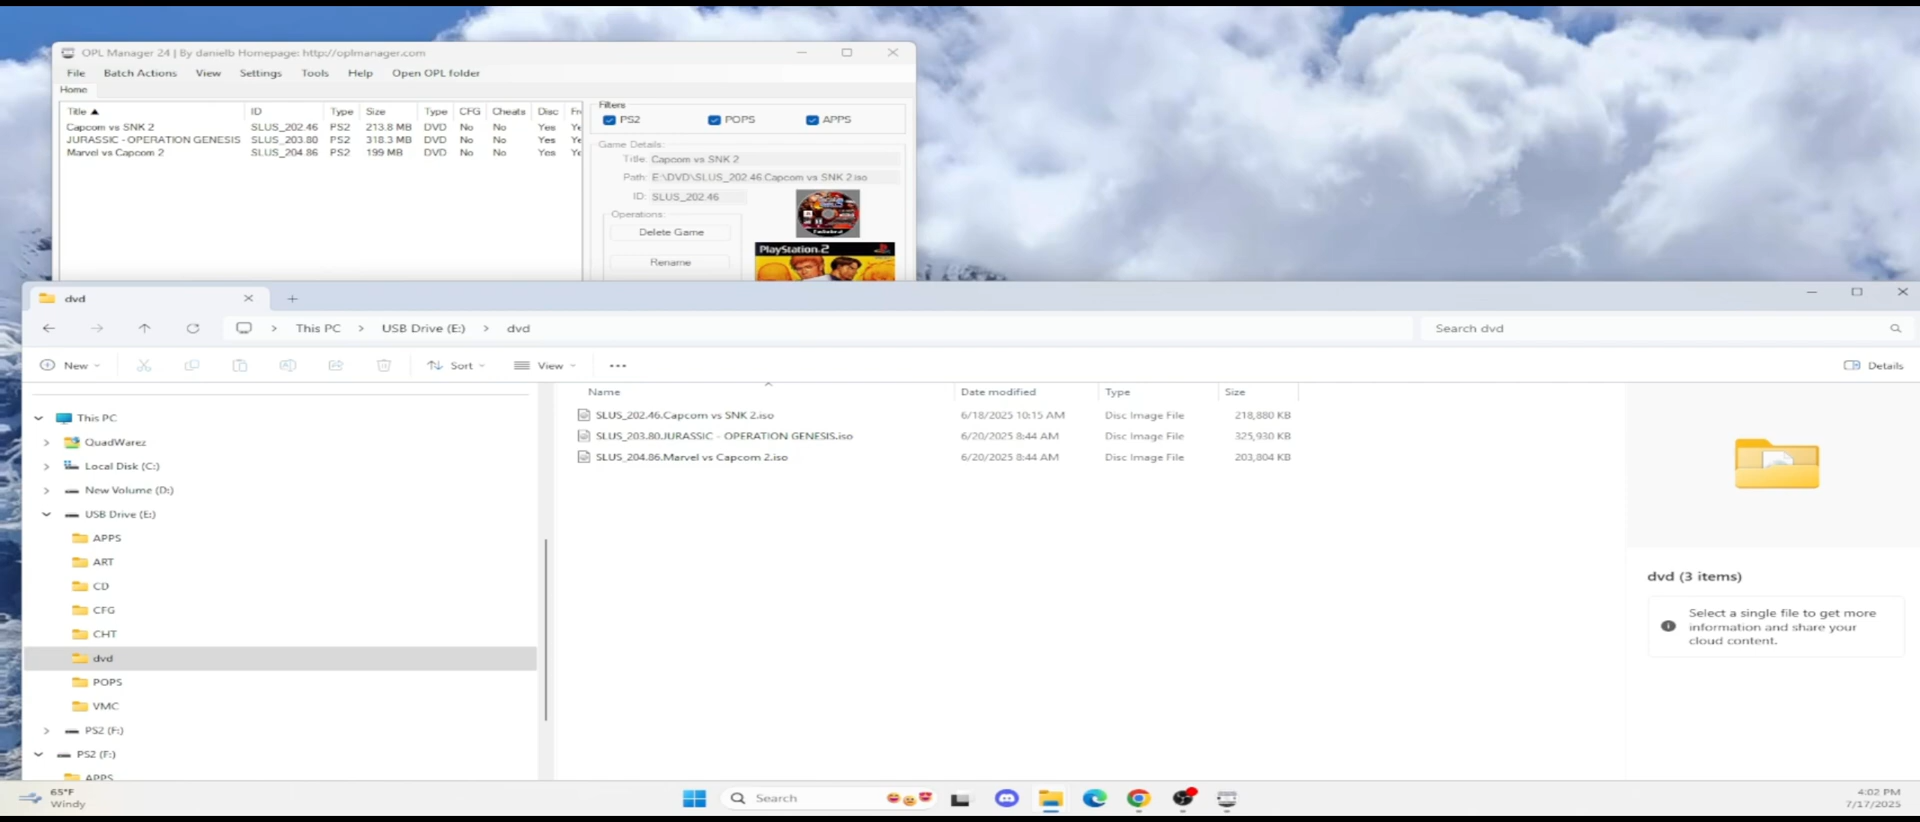 OPL Manager 24 | By danielb Homepage: http://oplmanager.com
File Batch Actions View Settings Tools Help Open OPL folder
Home
Title ID Type Size Type CFG Cheats Disc Fr
Capcom vs SNK 2 SLUS_202.46 PS2 213.8 MB DVD No No Yes Ye
JURASSIC - OPERATION GENESIS SLUS_203.80 PS2 318.3 MB DVD No No Yes Ye
Marvel vs Capcom 2 SLUS_204.86 PS2 199 MB DVD No No Yes Ye
Filters
PS2 POPS APPS
Game Details:
Title: Capcom vs SNK 2
Path: E:\DVD\SLUS_202.46.Capcom vs SNK 2.iso
ID: SLUS_202.46
Operations:
Delete Game
Rename
PlayStation.2
dvd
This PC > USB Drive (E:) > dvd
Search dvd
New Sort View ... Details
This PC
QuadWarez
Local Disk (C:)
New Volume (D:)
USB Drive (E:)
APPS
ART
CD
CFG
CHT
dvd
POPS
VMC
PS2 (F:)
PS2 (F:)
APPS
Name Date modified Type Size
SLUS_202.46.Capcom vs SNK 2.iso 6/18/2025 10:15 AM Disc Image File 218,880 KB
SLUS_203.80.JURASSIC - OPERATION GENESIS.iso 6/20/2025 8:44 AM Disc Image File 325,930 KB
SLUS_204.86.Marvel vs Capcom 2.iso 6/20/2025 8:44 AM Disc Image File 203,804 KB
dvd (3 items)
Select a single file to get more
information and share your
cloud content.
65°F
Windy
Search
4:02 PM
7/17/2025